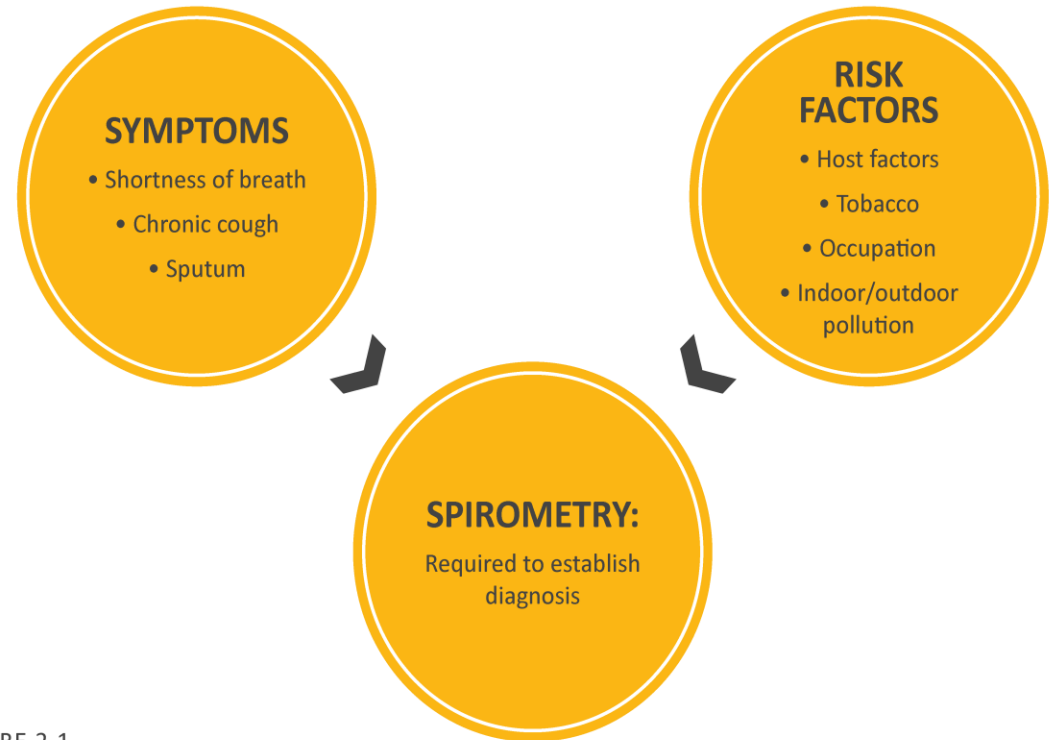 SYMPTOMS
• Shortness of breath
• Chronic cough
• Sputum
RISK
FACTORS
• Host factors
• Tobacco
• Occupation
• Indoor/outdoor
pollution
SPIROMETRY:
Required to establish
diagnosis